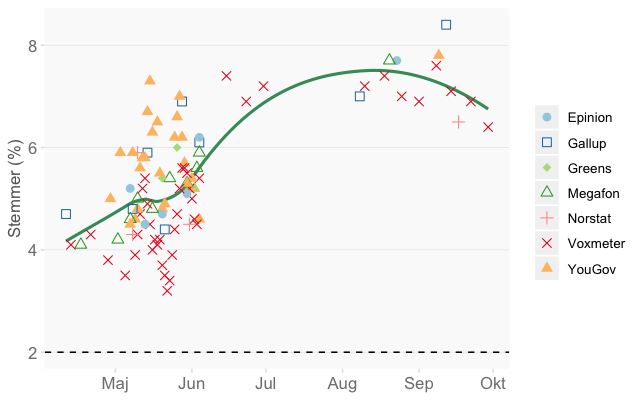 Stemmer (%)
8
6
4
2
Maj Jun Jul Aug Sep Okt
Epinion
Gallup
Greens
Megafon
Norstat
Voxmeter
YouGov